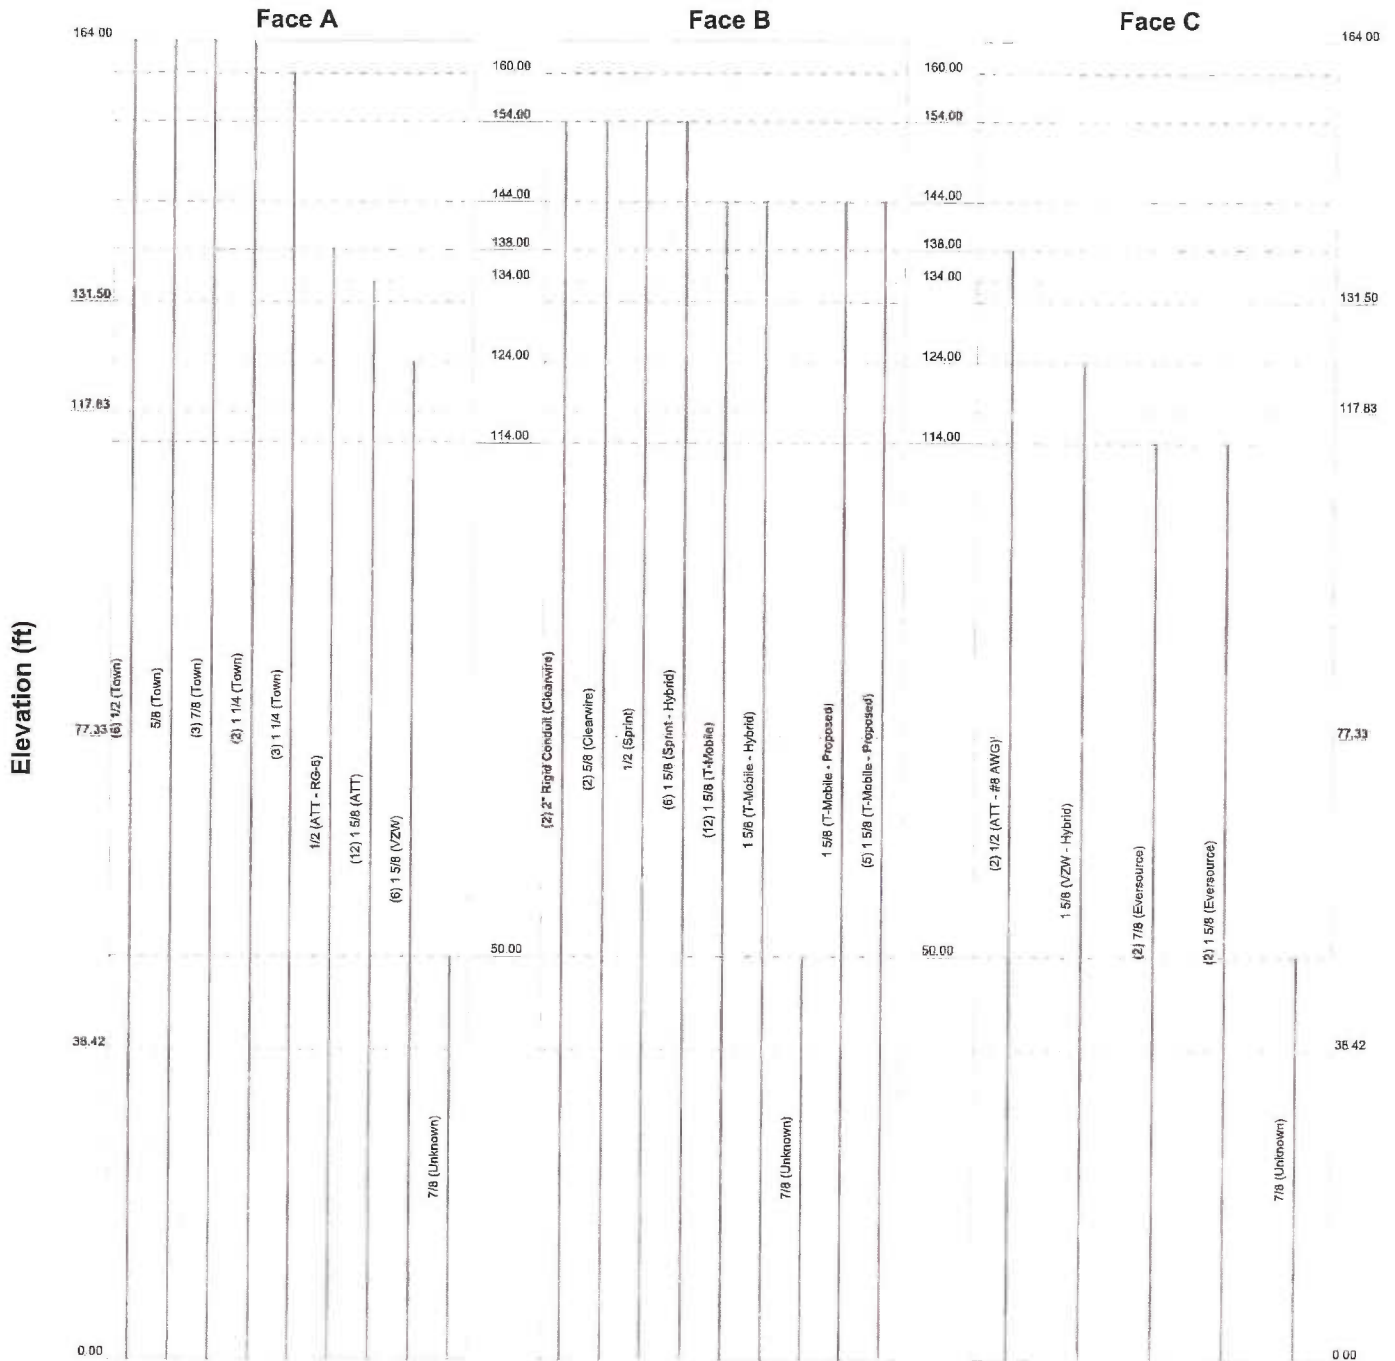 Face A
Face B
Face C
164.00
164.00
160.00
160.00
154.00
154.00
144.00
144.00
138.00
138.00
134.00
134.00
131.50
131.50
124.00
124.00
117.83
117.83
114.00
114.00
Elevation (ft)
77.33
77.33
(6) 1/2 (Town)
5/8 (Town)
(3) 7/8 (Town)
(2) 1 1/4 (Town)
(3) 1 1/4 (Town)
1/2 (ATT - RG-6)
(12) 1 5/8 (ATT)
(6) 1 5/8 (VZW)
7/8 (Unknown)
(2) 2" Rigid Conduit (Clearwire)
(2) 5/8 (Clearwire)
1/2 (Sprint)
(6) 1 5/8 (Sprint - Hybrid)
(12) 1 5/8 (T-Mobile)
1 5/8 (T-Mobile - Hybrid)
7/8 (Unknown)
1 5/8 (T-Mobile - Proposed)
(5) 1 5/8 (T-Mobile - Proposed)
(2) 1/2 (ATT - #8 AWG)
1 5/8 (VZW - Hybrid)
(2) 7/8 (Eversource)
(2) 1 5/8 (Eversource)
7/8 (Unknown)
50.00
50.00
38.42
38.42
0.00
0.00